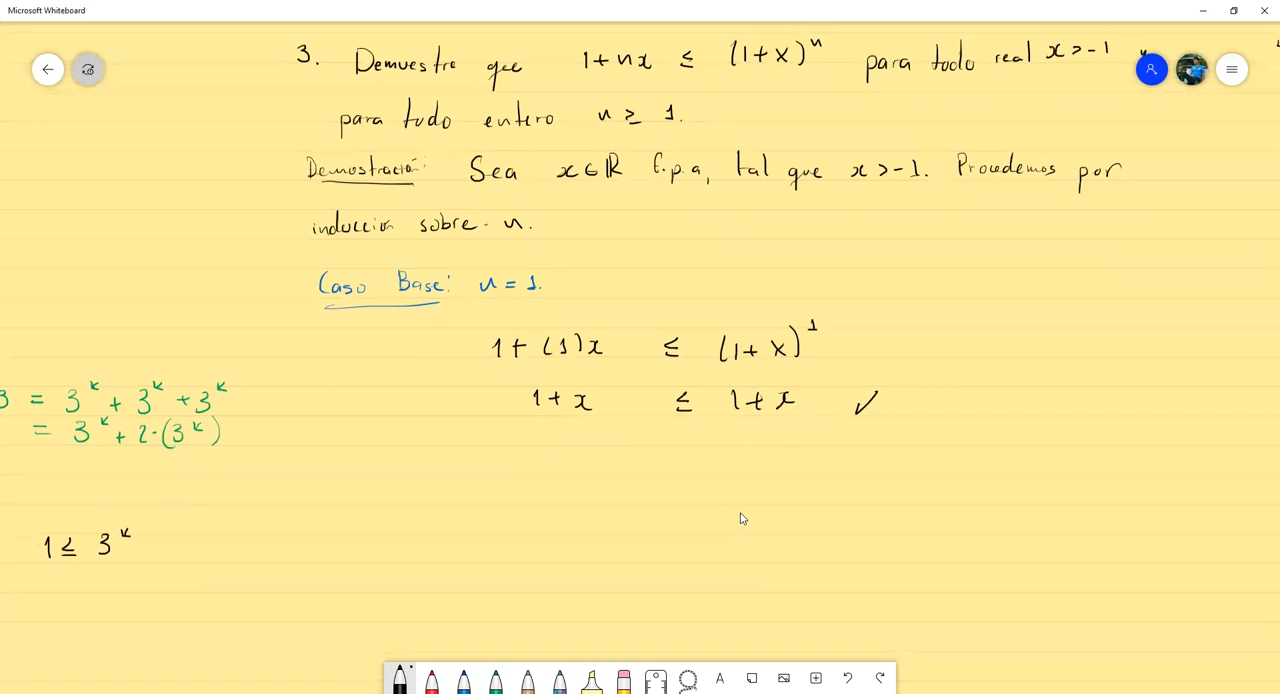 Microsoft Whiteboard
3. Demuestre que 1+nx ≤ (1+x)^n para todo real x>-1 y
para todo entero n ≥ 1.
Demostración: Sea x∈ℝ f.p.a, tal que x>-1. Procedemos por
inducción sobre n.
Caso Base: n = 1.
1+(1)x ≤ (1+x)^1
1+x ≤ 1+x ✓
3 = 3^k + 3^k + 3^k
= 3^k + 2·(3^k)
1 ≤ 3^k
A